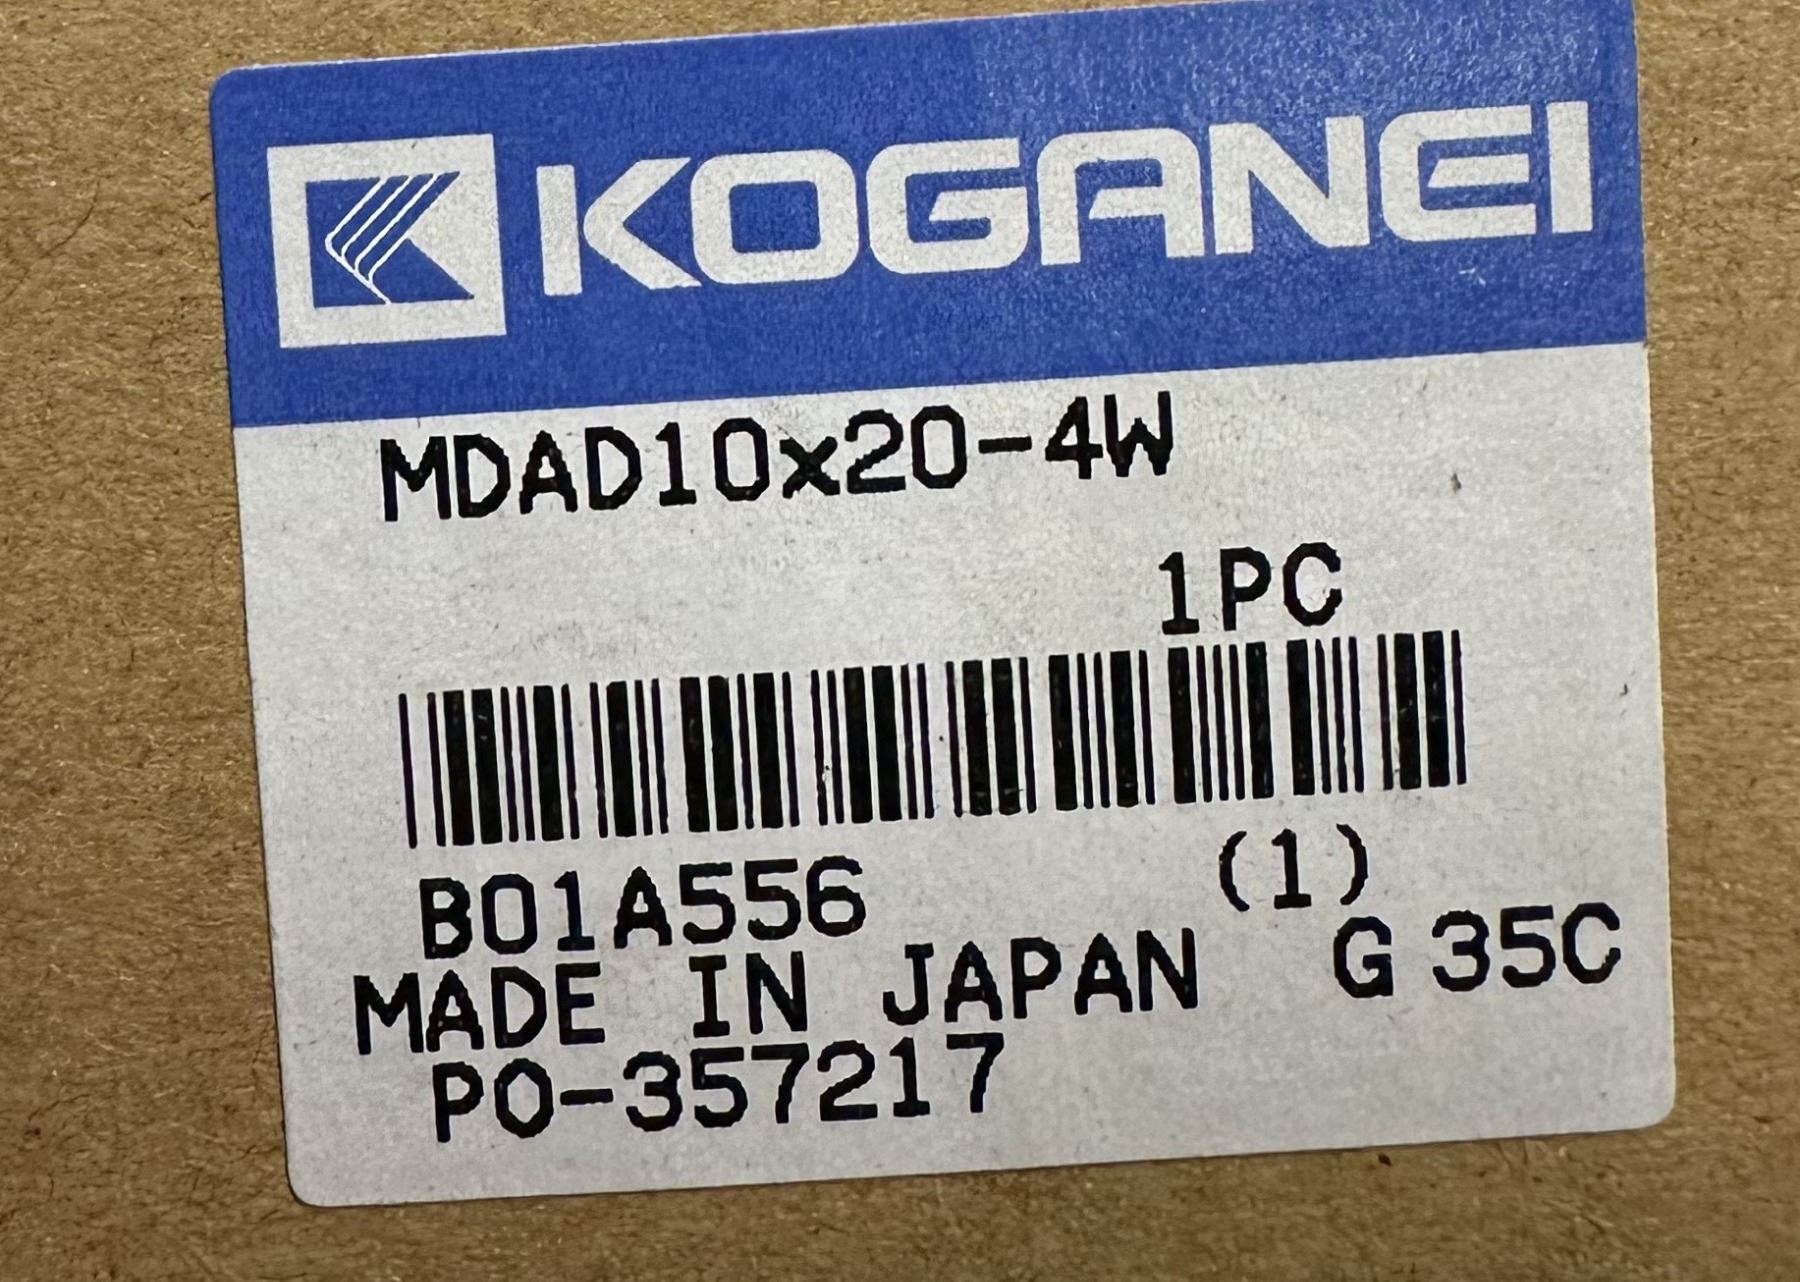 KOGANEI
MDAD10x20-4W
1PC
B01A556 (1)
MADE IN JAPAN G 35C
PO-357217